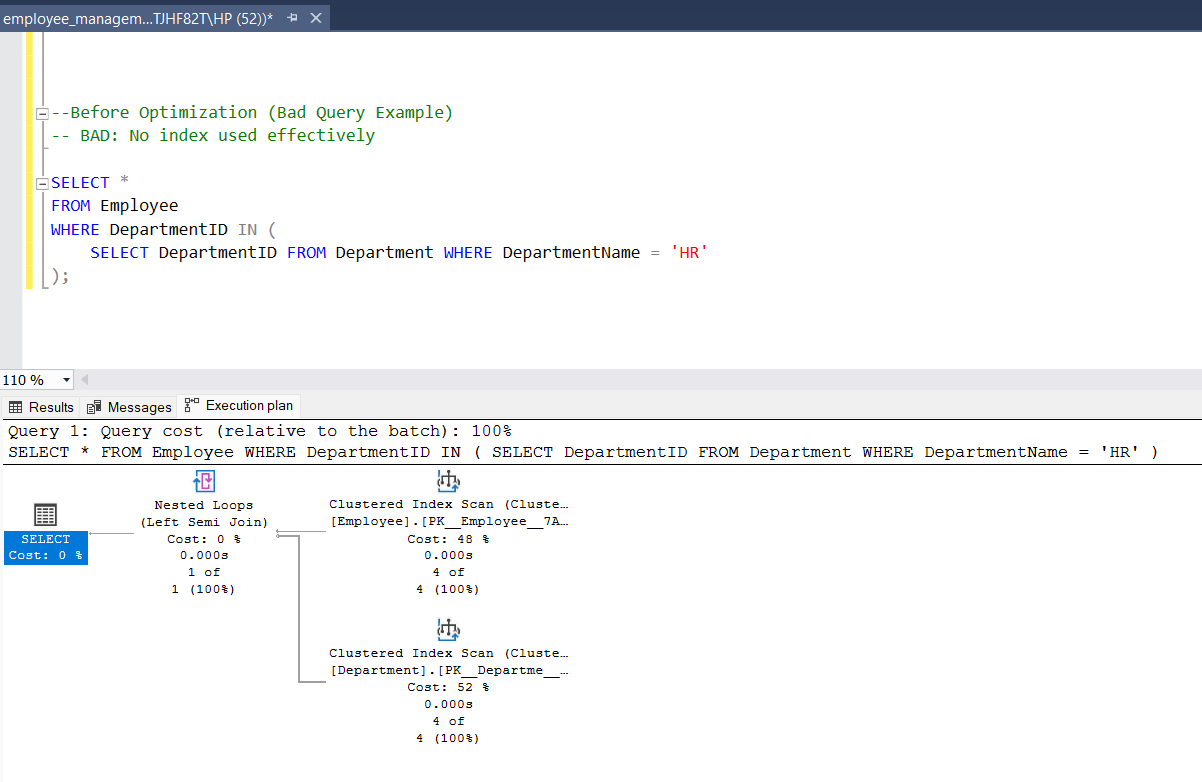 employee_managem...TJHF82T\HP (52))*
--Before Optimization (Bad Query Example)
-- BAD: No index used effectively
SELECT *
FROM Employee
WHERE DepartmentID IN (
SELECT DepartmentID FROM Department WHERE DepartmentName = 'HR'
);
110 %
Results Messages Execution plan
Query 1: Query cost (relative to the batch): 100%
SELECT * FROM Employee WHERE DepartmentID IN ( SELECT DepartmentID FROM Department WHERE DepartmentName = 'HR' )
SELECT
Cost: 0 %
Nested Loops
(Left Semi Join)
Cost: 0 %
0.000s
1 of
1 (100%)
Clustered Index Scan (Cluste…
[Employee].[PK__Employee__7A…
Cost: 48 %
0.000s
4 of
4 (100%)
Clustered Index Scan (Cluste…
[Department].[PK__Departme__…
Cost: 52 %
0.000s
4 of
4 (100%)